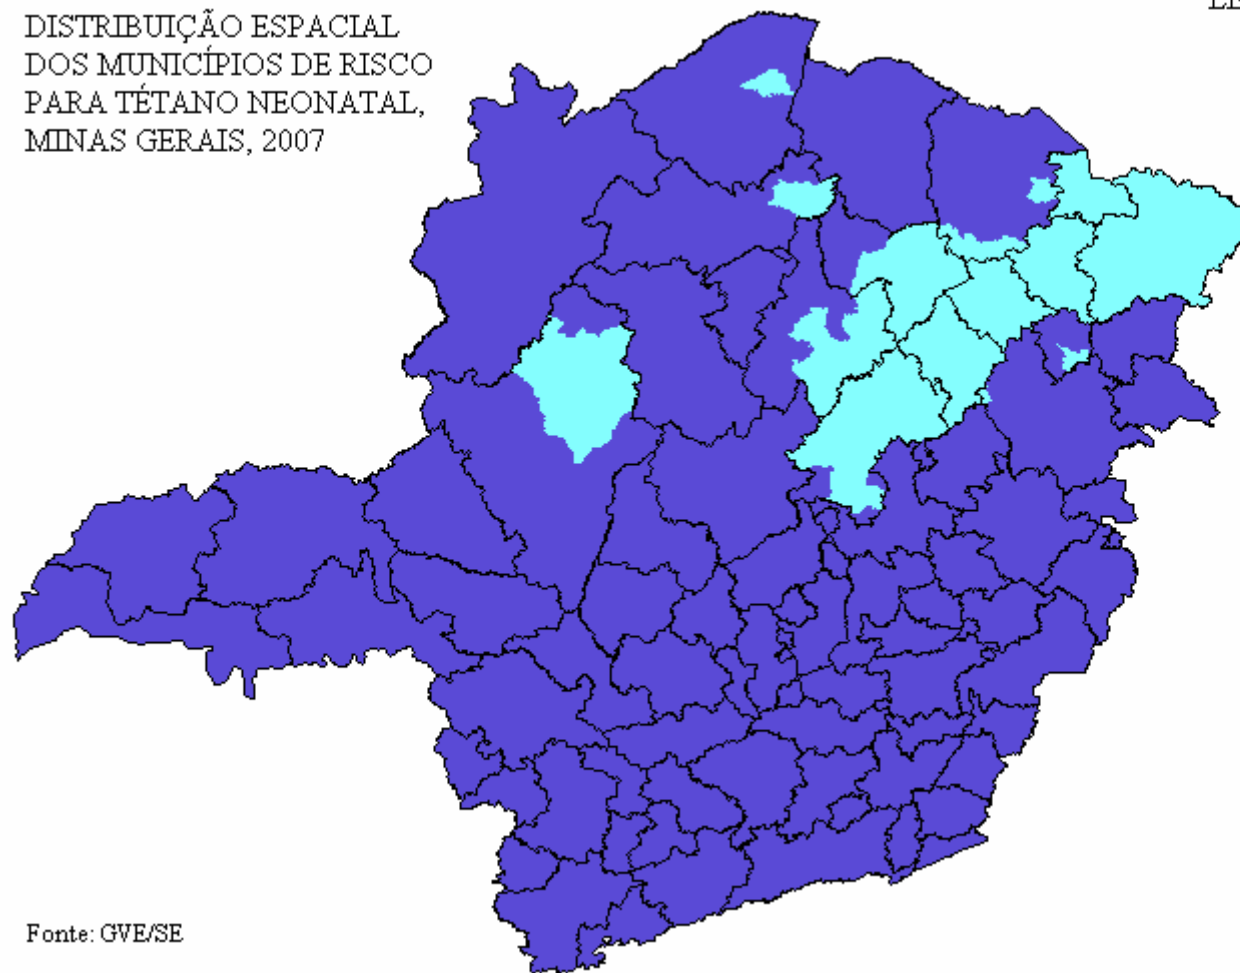 DISTRIBUIÇÃO ESPACIAL
DOS MUNICÍPIOS DE RISCO
PARA TÉTANO NEONATAL,
MINAS GERAIS, 2007
Fonte: GVE/SE